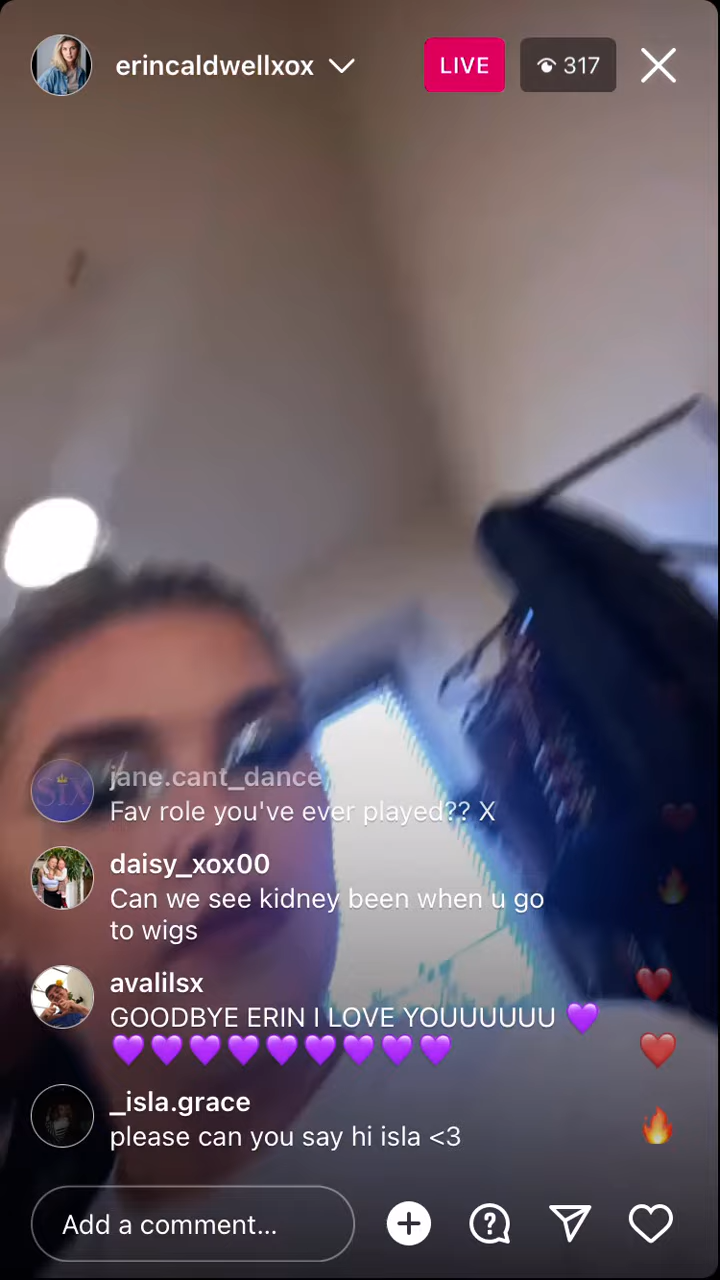 erincaldwellxox
LIVE
317
jane.cant_dance
SIX
Fav role you've ever played?? X
daisy_xox00
Can we see kidney been when u go
to wigs
avalilsx
GOODBYE ERIN I LOVE YOUUUUUU 💜
💜💜💜💜💜💜💜💜💜
_isla.grace
please can you say hi isla <3
Add a comment...